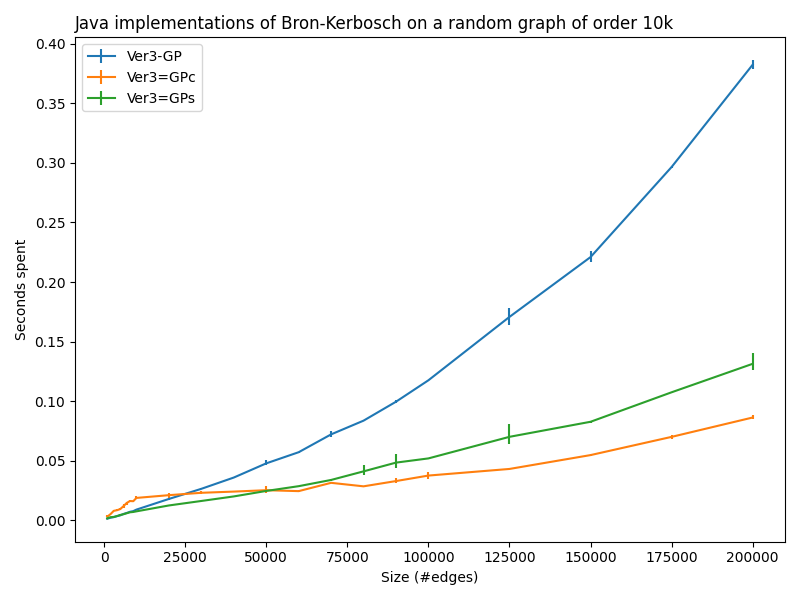 Java implementations of Bron-Kerbosch on a random graph of order 10k
Ver3-GP
Ver3=GPc
Ver3=GPs
Seconds spent
0.40
0.35
0.30
0.25
0.20
0.15
0.10
0.05
0.00
0 25000 50000 75000 100000 125000 150000 175000 200000
Size (#edges)